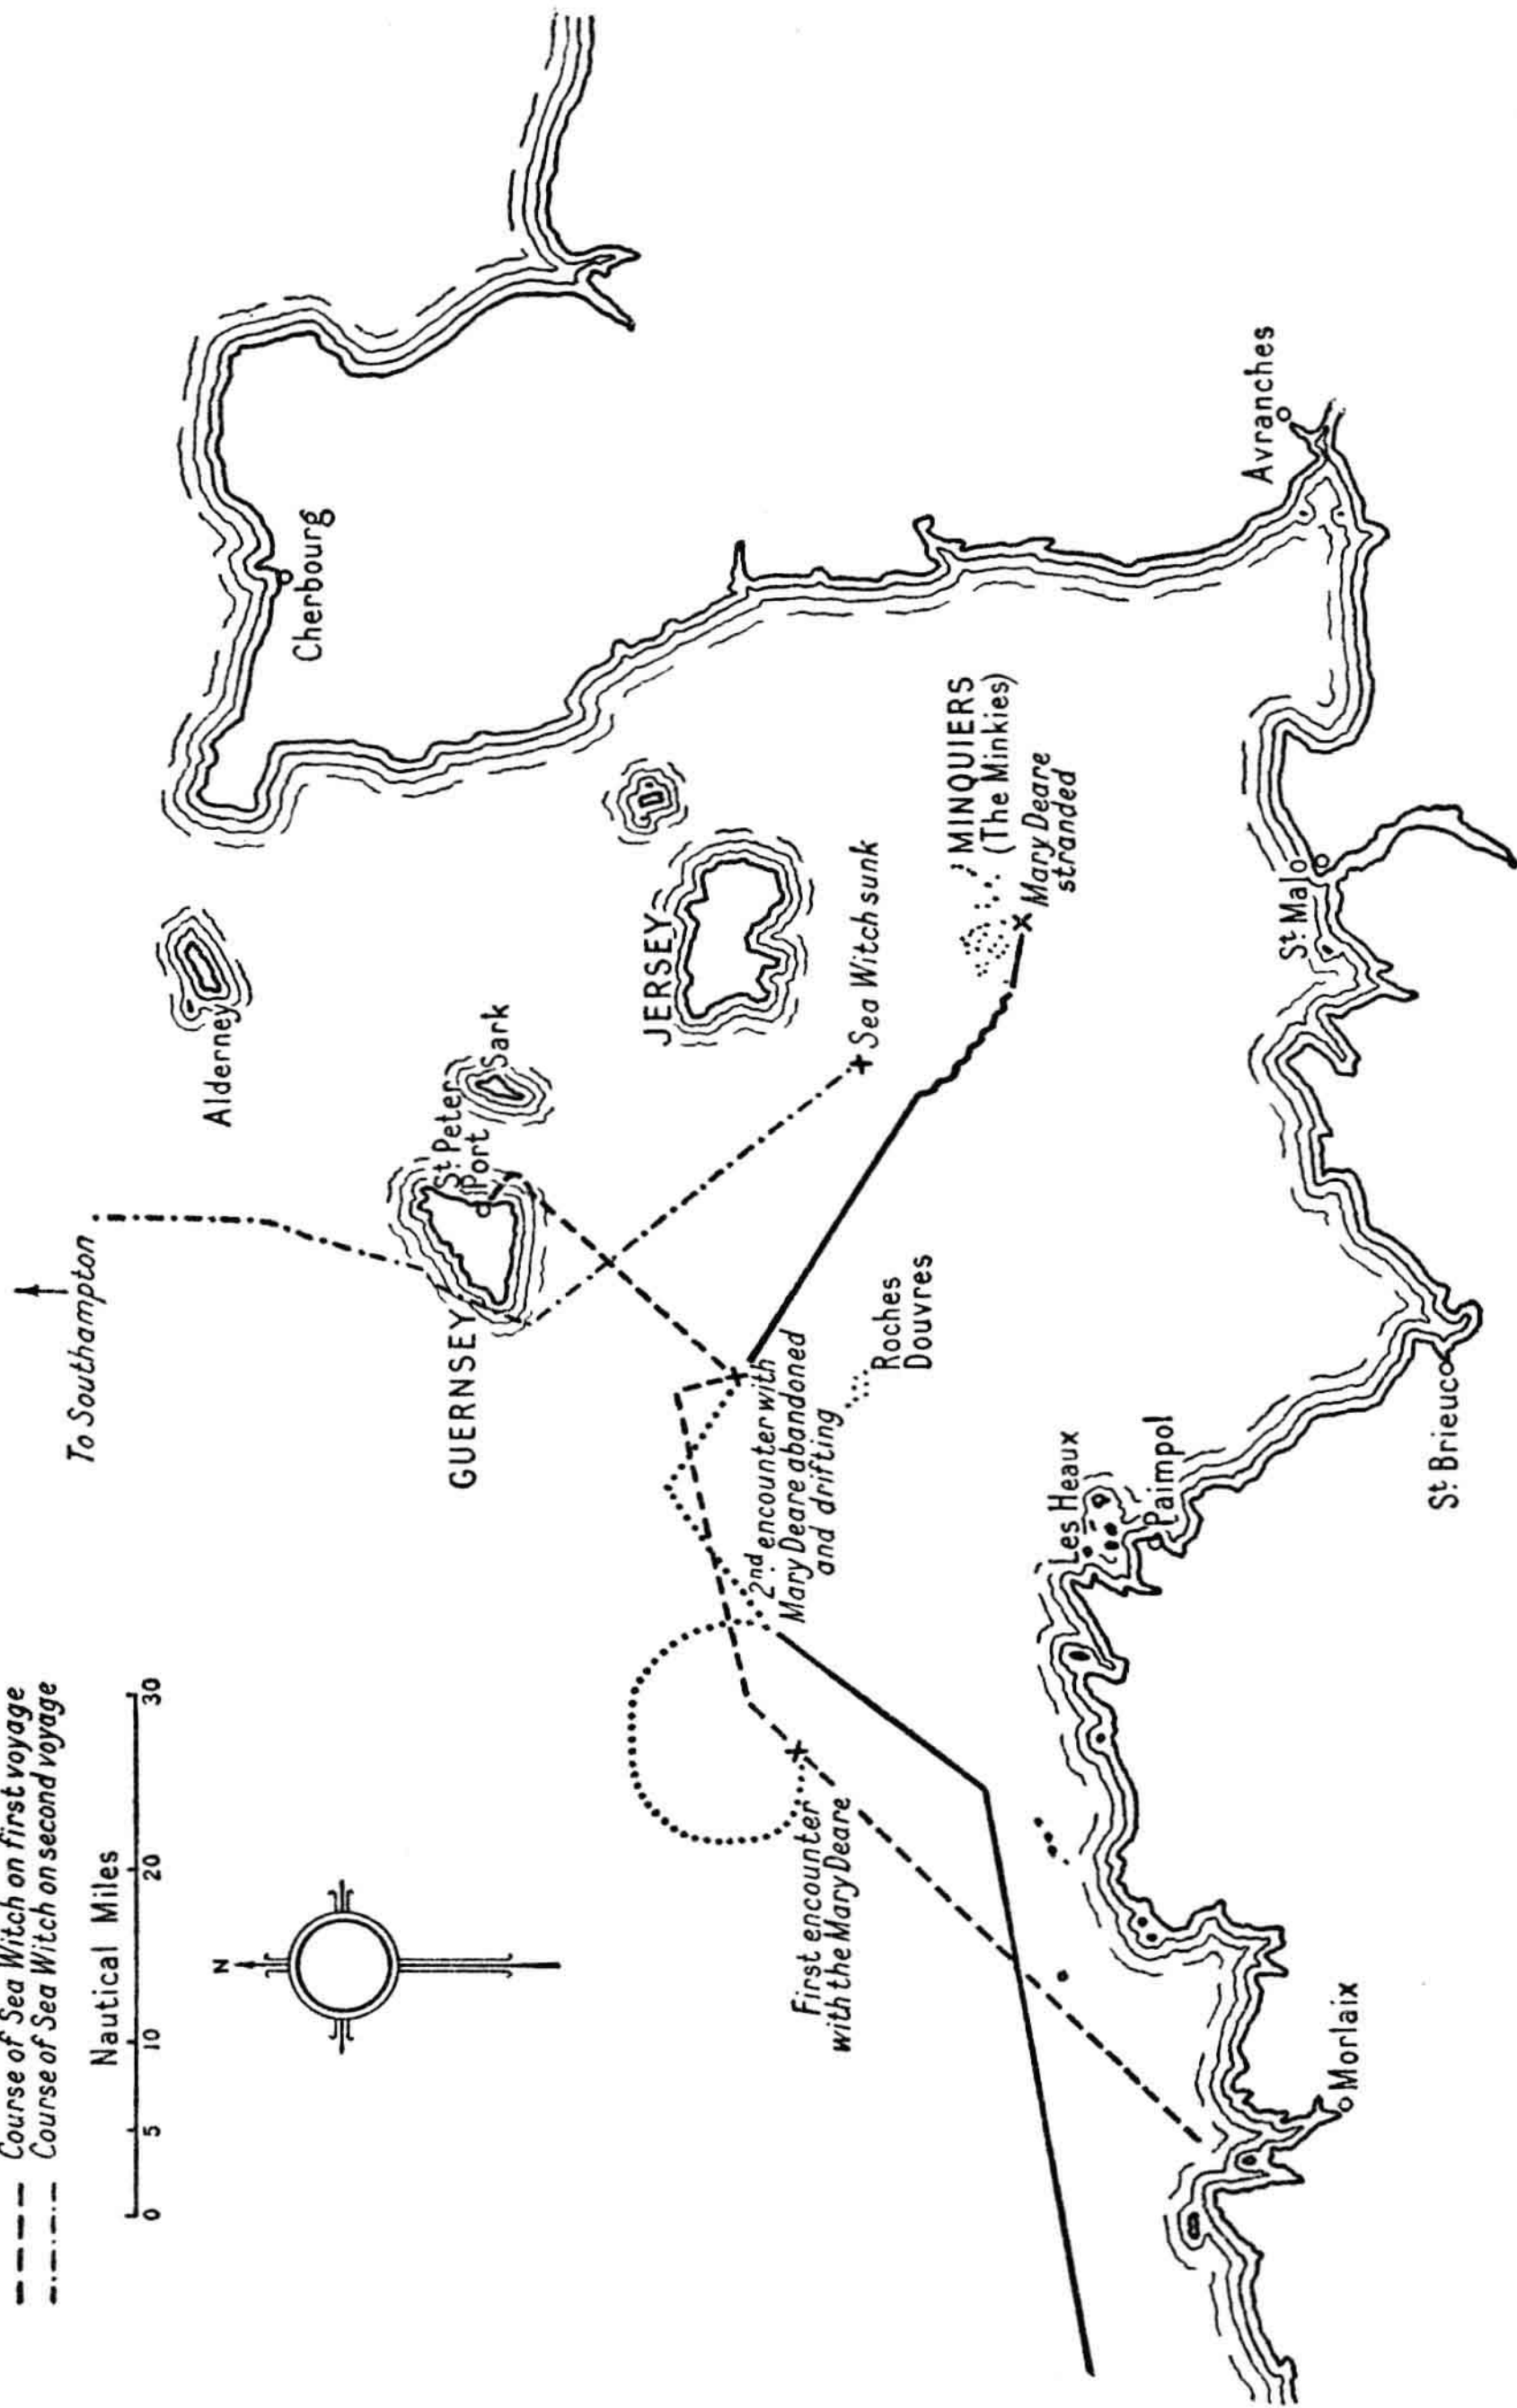 Course of Sea Witch on first voyage
Course of Sea Witch on second voyage
Nautical Miles
0 5 10 20 30
N
To Southampton
Alderney
Cherbourg
GUERNSEY
St Peter
Port
Sark
JERSEY
Sea Witch sunk
MINQUIERS
(The Minkies)
Mary Deare
stranded
2nd encounter with
Mary Deare abandoned
and drifting
Roches
Douvres
First encounter
with the Mary Deare
Les Heaux
Paimpol
St Brieuc
St Malo
Avranches
Morlaix